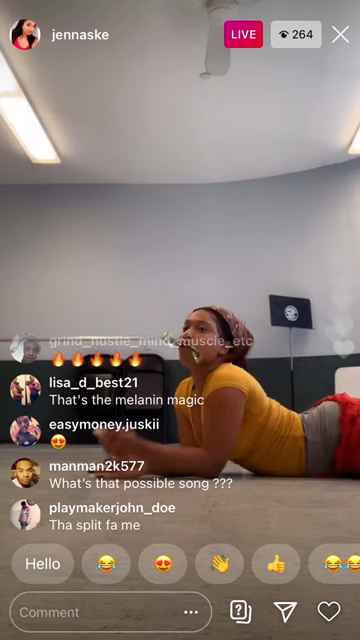 jennaske
LIVE
264
grind_hustle_mind_muscle_etc
🔥🔥🔥🔥🔥
lisa_d_best21
That's the melanin magic
easymoney.juskii
😍
manman2k577
What's that possible song ???
playmakerjohn_doe
Tha split fa me
Hello 😂 😍 👋 👍 😂😂
Comment